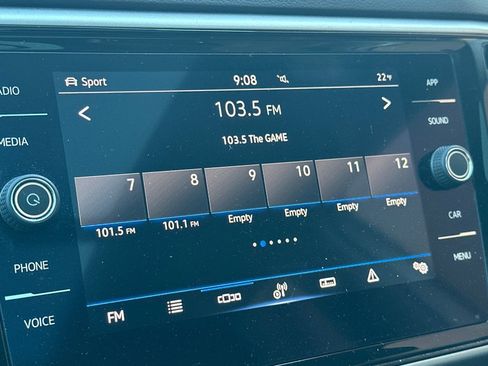 Sport 9:08 22°F
APP
RADIO
103.5 FM
SOUND
MEDIA
103.5 The GAME
7 8 9 10 11 12
101.5 FM 101.1 FM Empty Empty Empty Empty
CAR
PHONE
MENU
FM
VOICE